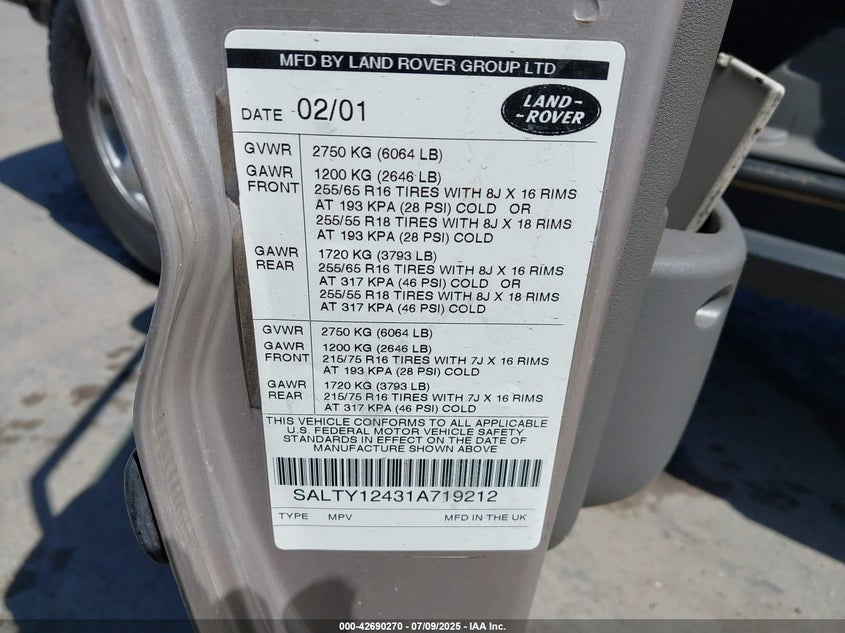 MFD BY LAND ROVER GROUP LTD
DATE 02/01
LAND-
-ROVER
GVWR 2750 KG (6064 LB)
GAWR 1200 KG (2646 LB)
FRONT 255/65 R16 TIRES WITH 8J X 16 RIMS
AT 193 KPA (28 PSI) COLD OR
255/55 R18 TIRES WITH 8J X 18 RIMS
AT 193 KPA (28 PSI) COLD
GAWR 1720 KG (3793 LB)
REAR 255/65 R16 TIRES WITH 8J X 16 RIMS
AT 317 KPA (46 PSI) COLD OR
255/55 R18 TIRES WITH 8J X 18 RIMS
AT 317 KPA (46 PSI) COLD
GVWR 2750 KG (6064 LB)
GAWR 1200 KG (2646 LB)
FRONT 215/75 R16 TIRES WITH 7J X 16 RIMS
AT 193 KPA (28 PSI) COLD
GAWR 1720 KG (3793 LB)
REAR 215/75 R16 TIRES WITH 7J X 16 RIMS
AT 317 KPA (46 PSI) COLD
THIS VEHICLE CONFORMS TO ALL APPLICABLE
U.S. FEDERAL MOTOR VEHICLE SAFETY
STANDARDS IN EFFECT ON THE DATE OF
MANUFACTURE SHOWN ABOVE
SALTY12431A719212
TYPE MPV MFD IN THE UK
000-42690270 - 07/09/2025 - IAA Inc.